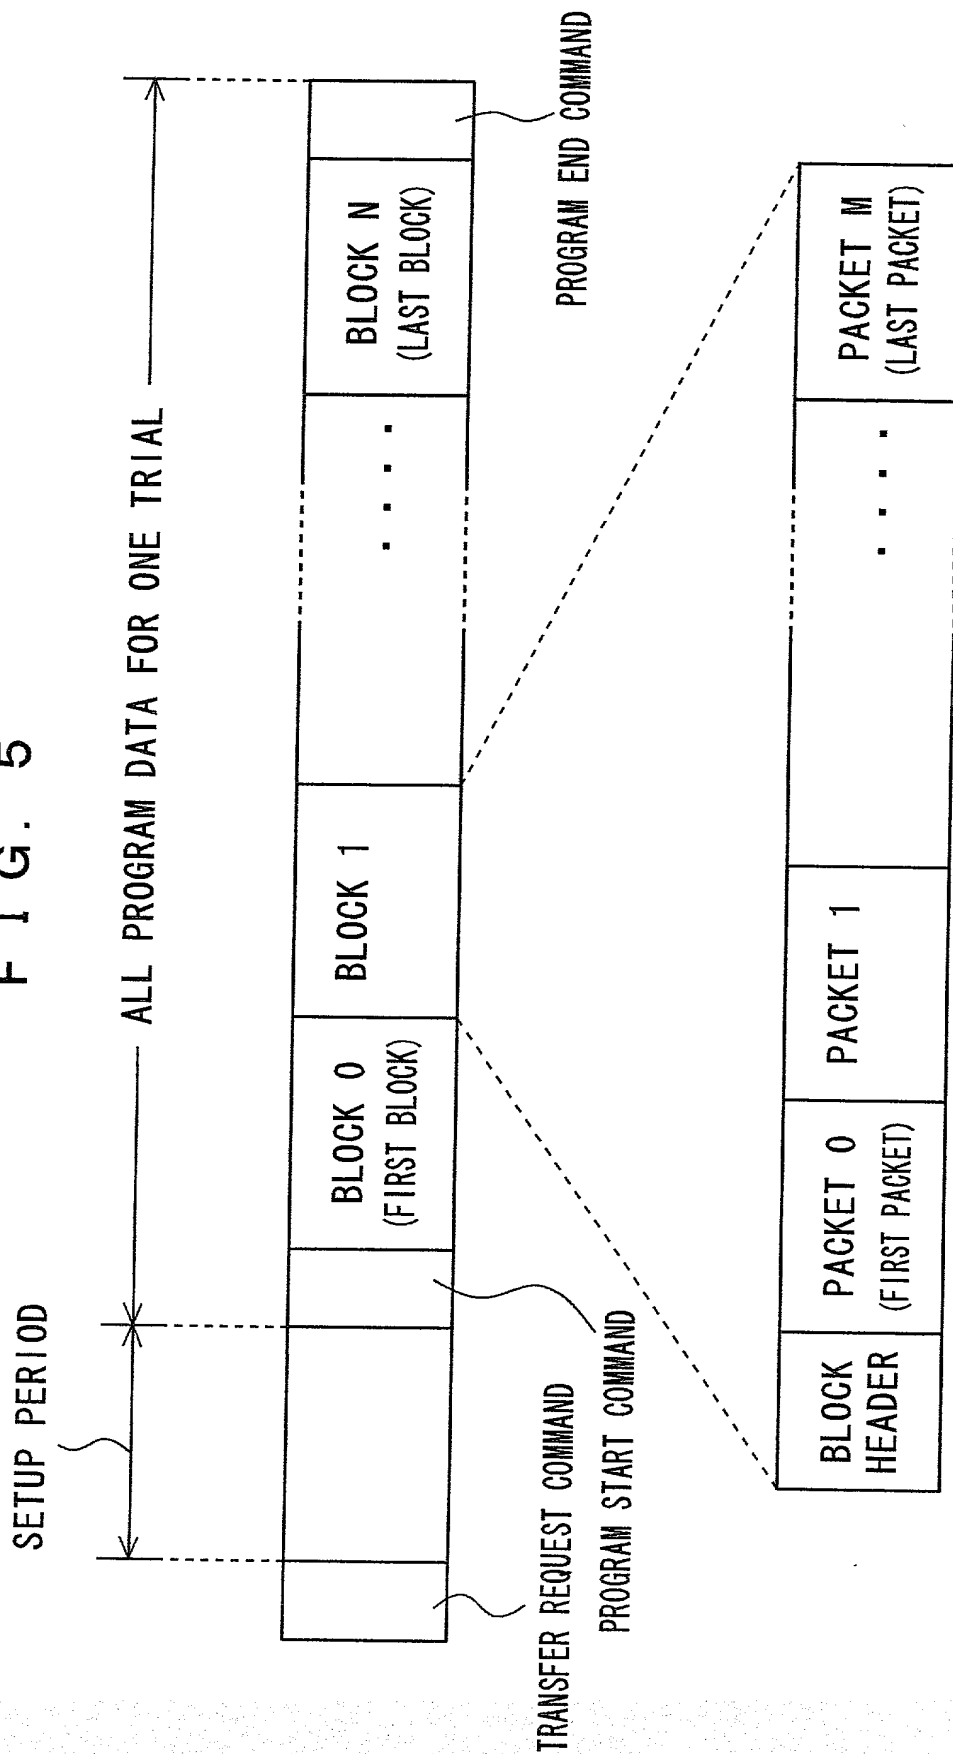 F I G. 5
SETUP PERIOD
ALL PROGRAM DATA FOR ONE TRIAL
BLOCK 0
(FIRST BLOCK)
BLOCK 1
. . . .
BLOCK N
(LAST BLOCK)
TRANSFER REQUEST COMMAND
PROGRAM START COMMAND
PROGRAM END COMMAND
BLOCK
HEADER
PACKET 0
(FIRST PACKET)
PACKET 1
. . . .
PACKET M
(LAST PACKET)